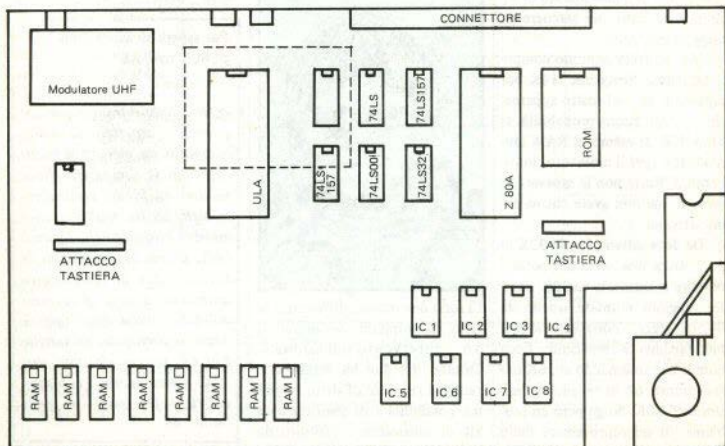 CONNETTORE
Modulatore UHF
74LS
74LS157
ROM
ULA
74LS
157
74LS00
74LS32
Z 80A
ATTACCO
TASTIERA
ATTACCO
TASTIERA
IC 1
IC 2
IC 3
IC 4
IC 5
IC 6
IC 7
IC 8
RAM
RAM
RAM
RAM
RAM
RAM
RAM
RAM